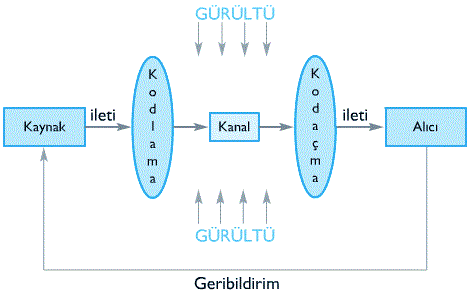 GÜRÜLTÜ
Kaynak
ileti
Kodlama
Kanal
Kodaçma
ileti
Alıcı
GÜRÜLTÜ
Geribildirim